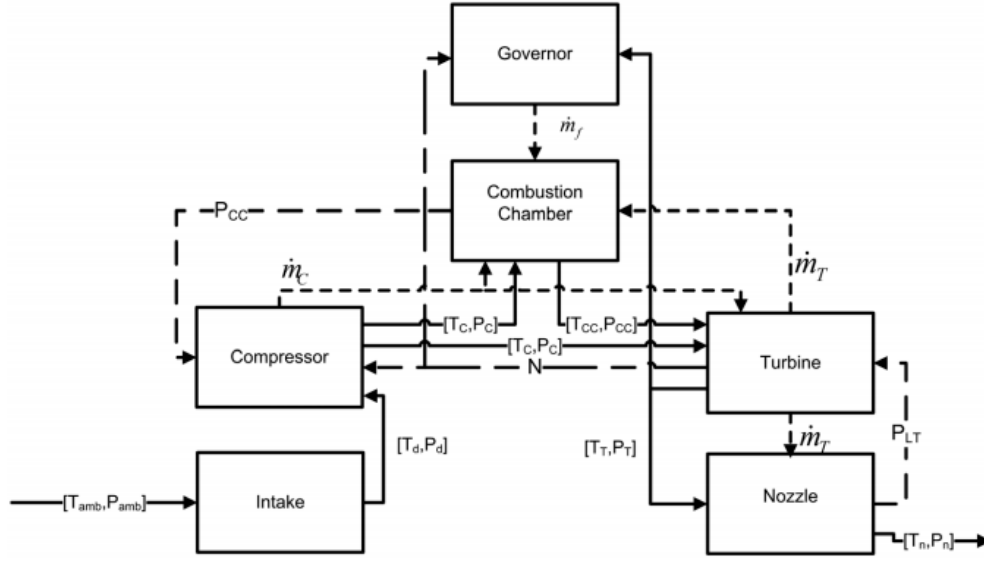 Governor
ṁf
Combustion
Chamber
PCC
ṁC
ṁT
[TC,PC]
[TCC,PCC]
[TC,PC]
Compressor
N
Turbine
[Td,Pd]
[TT,PT]
ṁT
PLT
[Tamb,Pamb]
Intake
Nozzle
[Tn,Pn]